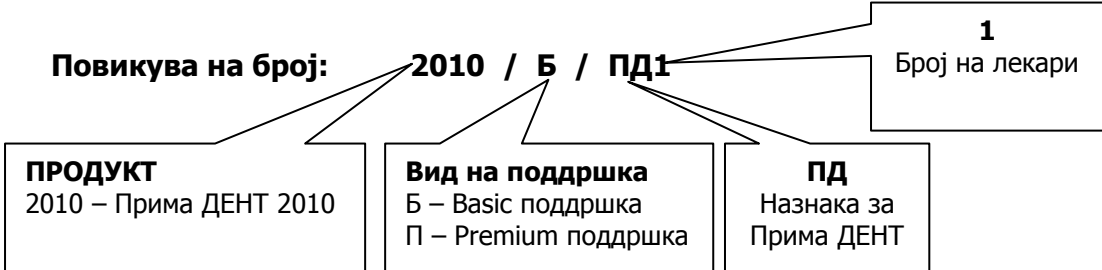 1
Број на лекари
Повикува на број: 2010 / Б / ПД1
ПРОДУКТ
2010 – Прима ДЕНТ 2010
Вид на поддршка
Б – Basic поддршка
П – Premium поддршка
ПД
Назнака за
Прима ДЕНТ